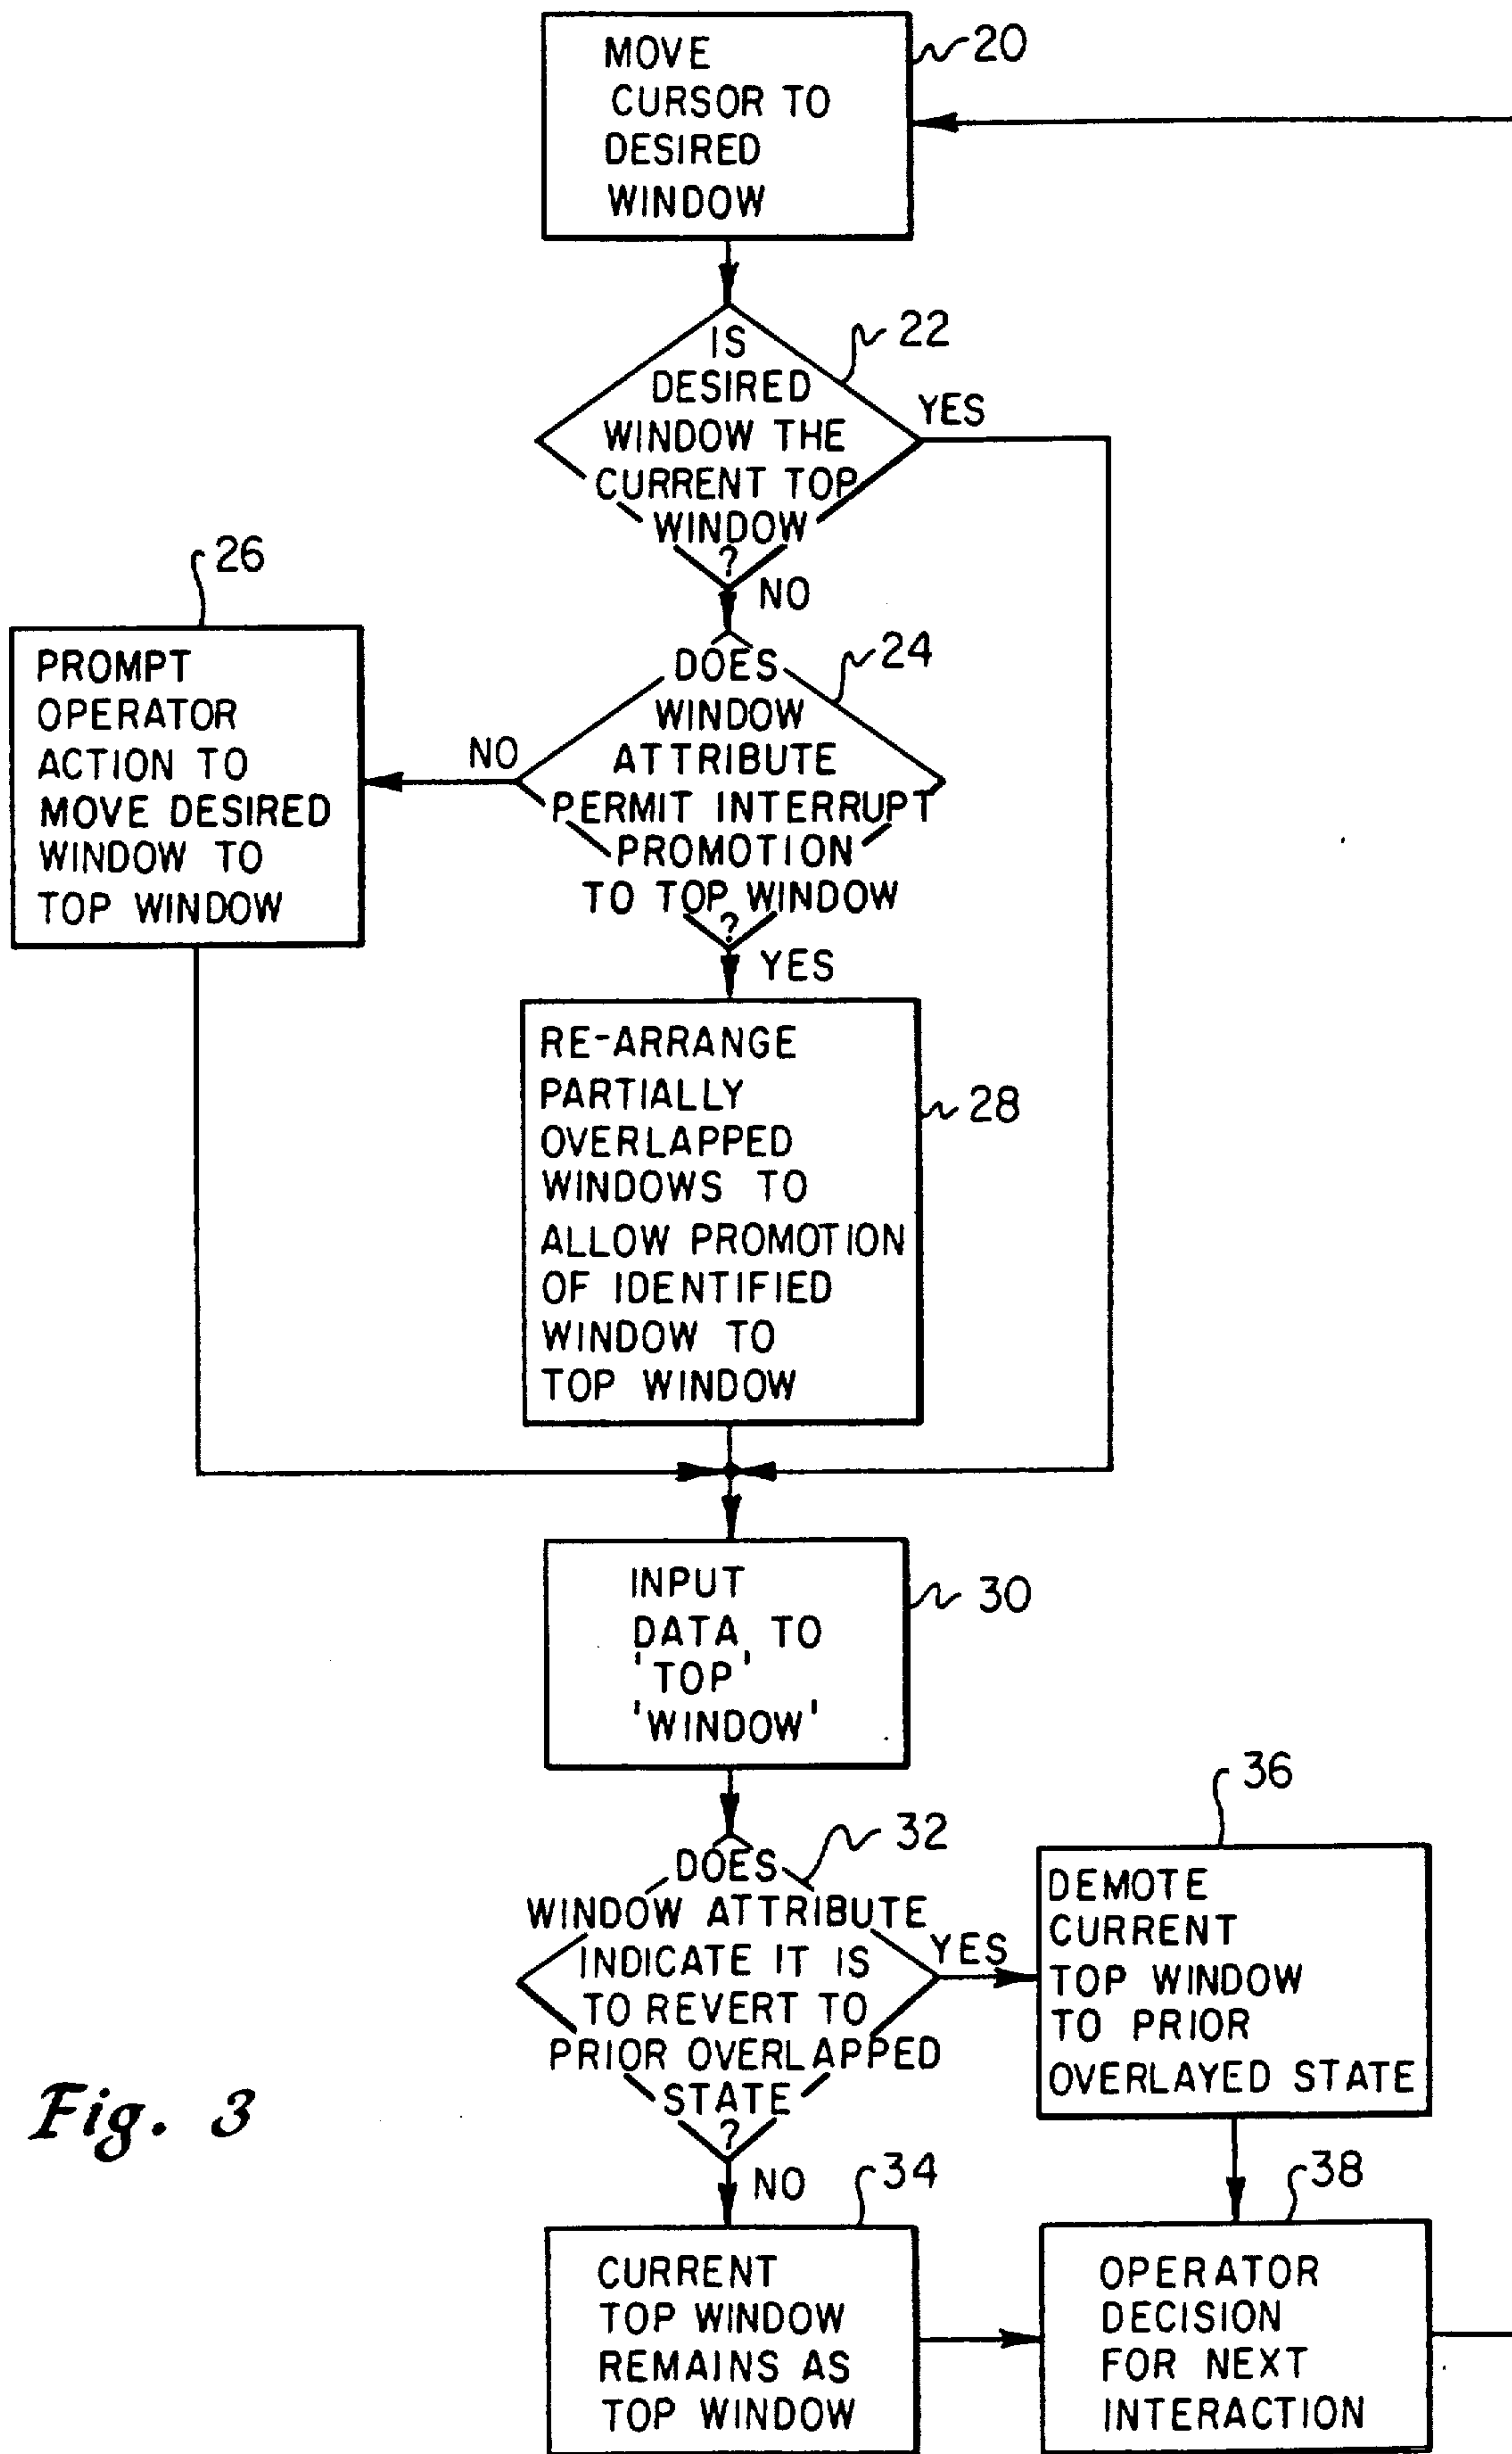 MOVE
CURSOR TO
DESIRED
WINDOW
20
IS
DESIRED
WINDOW THE
CURRENT TOP
WINDOW
?
22
YES
NO
26
PROMPT
OPERATOR
ACTION TO
MOVE DESIRED
WINDOW TO
TOP WINDOW
NO
DOES
WINDOW
ATTRIBUTE
PERMIT INTERRUPT
PROMOTION
TO TOP WINDOW
?
24
YES
RE-ARRANGE
PARTIALLY
OVERLAPPED
WINDOWS TO
ALLOW PROMOTION
OF IDENTIFIED
WINDOW TO
TOP WINDOW
28
INPUT
DATA TO
'TOP'
'WINDOW'
30
DOES
WINDOW ATTRIBUTE
INDICATE IT IS
TO REVERT TO
PRIOR OVERLAPPED
STATE
?
32
YES
NO
36
DEMOTE
CURRENT
TOP WINDOW
TO PRIOR
OVERLAYED STATE
34
CURRENT
TOP WINDOW
REMAINS AS
TOP WINDOW
38
OPERATOR
DECISION
FOR NEXT
INTERACTION
Fig. 3